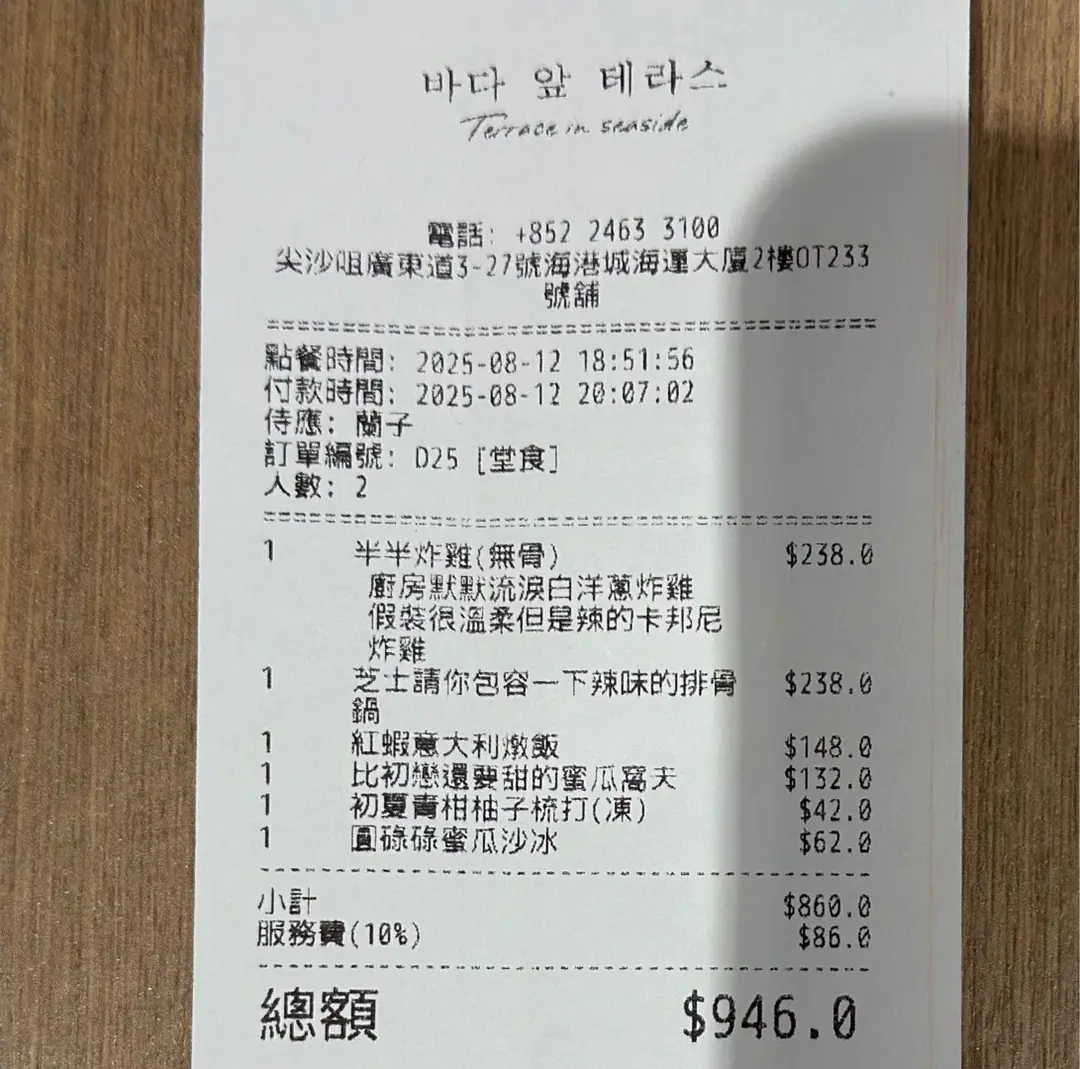 바다 앞 테라스
Terrace in seaside
電話: +852 2463 3100
尖沙咀廣東道3-27號海港城海運大廈2樓OT233
號舖
點餐時間: 2025-08-12 18:51:56
付款時間: 2025-08-12 20:07:02
侍應: 蘭子
訂單編號: D25 [堂食]
人數: 2
1 半半炸雞(無骨) $238.0
廚房默默流淚白洋蔥炸雞
假裝很溫柔但是辣的卡邦尼
炸雞
1 芝士請你包容一下辣味的排骨 $238.0
鍋
1 紅蝦意大利燉飯 $148.0
1 比初戀還要甜的蜜瓜窩夫 $132.0
1 初夏青柑柚子梳打(凍) $42.0
1 圓碌碌蜜瓜沙冰 $62.0
小計 $860.0
服務費(10%) $86.0
總額 $946.0